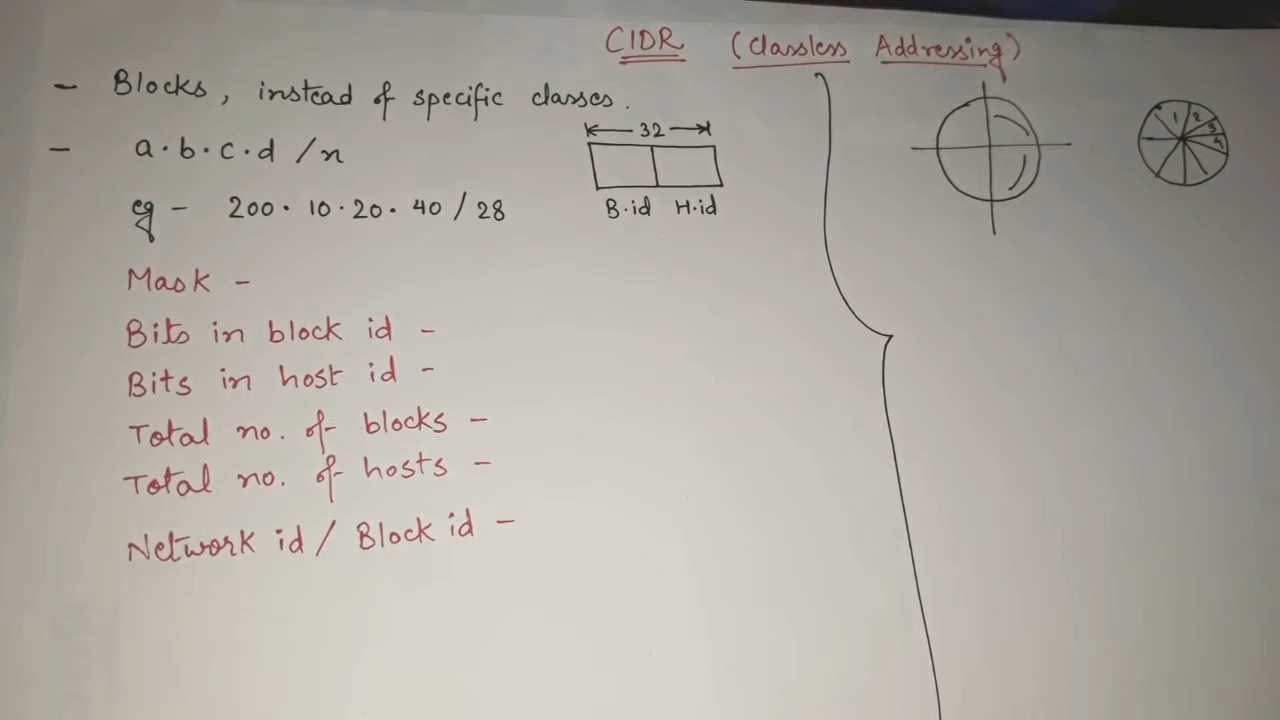 CIDR (Classless Addressing)
- Blocks, instead of specific classes.
- a.b.c.d /n
eg - 200.10.20.40 / 28
32
B.id H.id
Mask -
Bits in block id -
Bits in host id -
Total no. of blocks -
Total no. of hosts -
Network id / Block id -
1 2 3 4